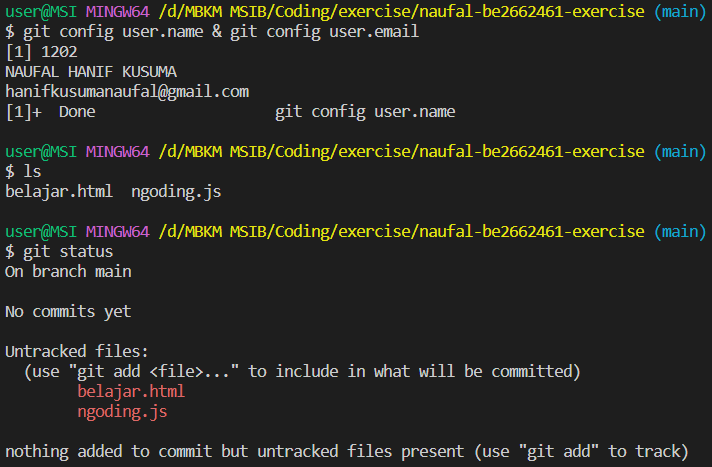 user@MSI MINGW64 /d/MBKM MSIB/Coding/exercise/naufal-be2662461-exercise (main)
$ git config user.name & git config user.email
[1] 1202
NAUFAL HANIF KUSUMA
hanifkusumanaufal@gmail.com
[1]+  Done                    git config user.name
user@MSI MINGW64 /d/MBKM MSIB/Coding/exercise/naufal-be2662461-exercise (main)
$ ls
belajar.html  ngoding.js
user@MSI MINGW64 /d/MBKM MSIB/Coding/exercise/naufal-be2662461-exercise (main)
$ git status
On branch main
No commits yet
Untracked files:
  (use "git add <file>..." to include in what will be committed)
        belajar.html
        ngoding.js
nothing added to commit but untracked files present (use "git add" to track)